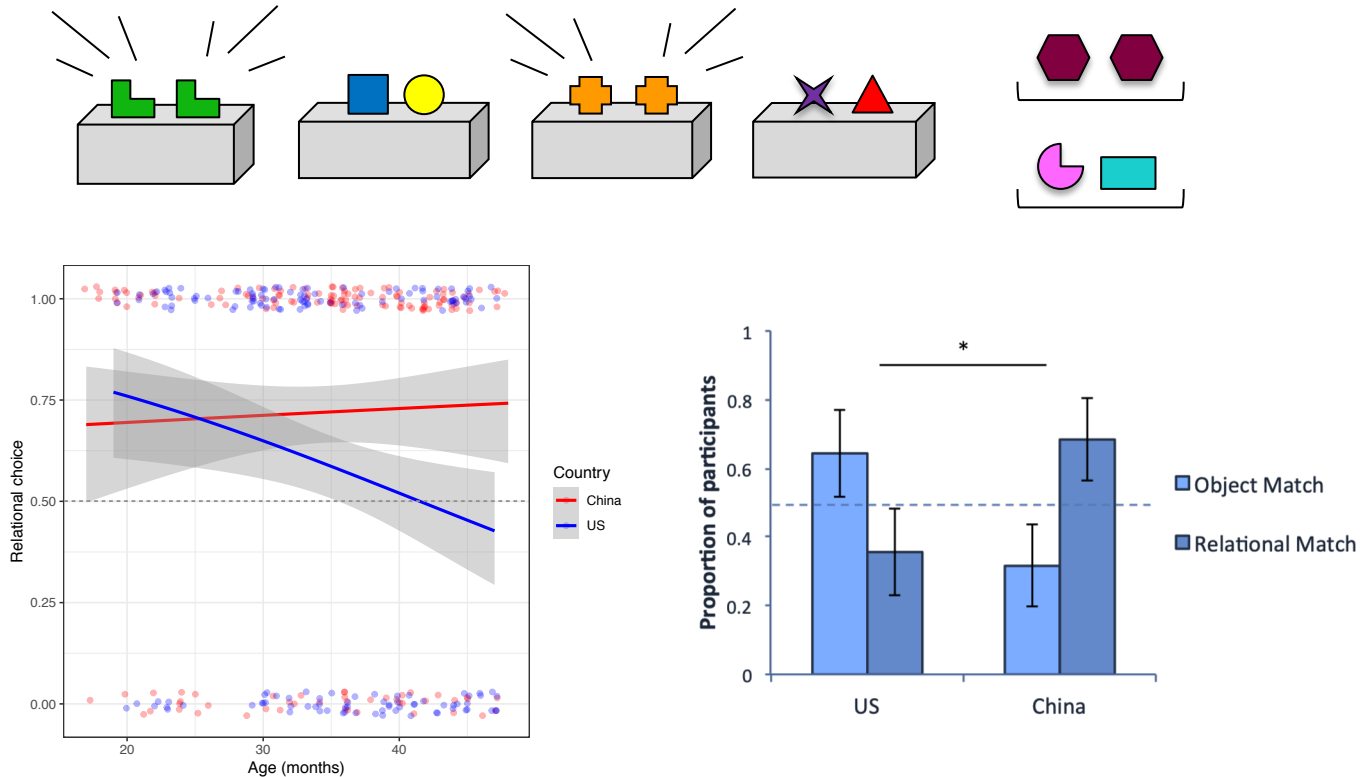 1.00
0.75
0.50
0.25
0.00
Relational choice
20
30
40
Age (months)
Country
China
US
1
0.8
0.6
0.4
0.2
0
Proportion of participants
*
US
China
Object Match
Relational Match